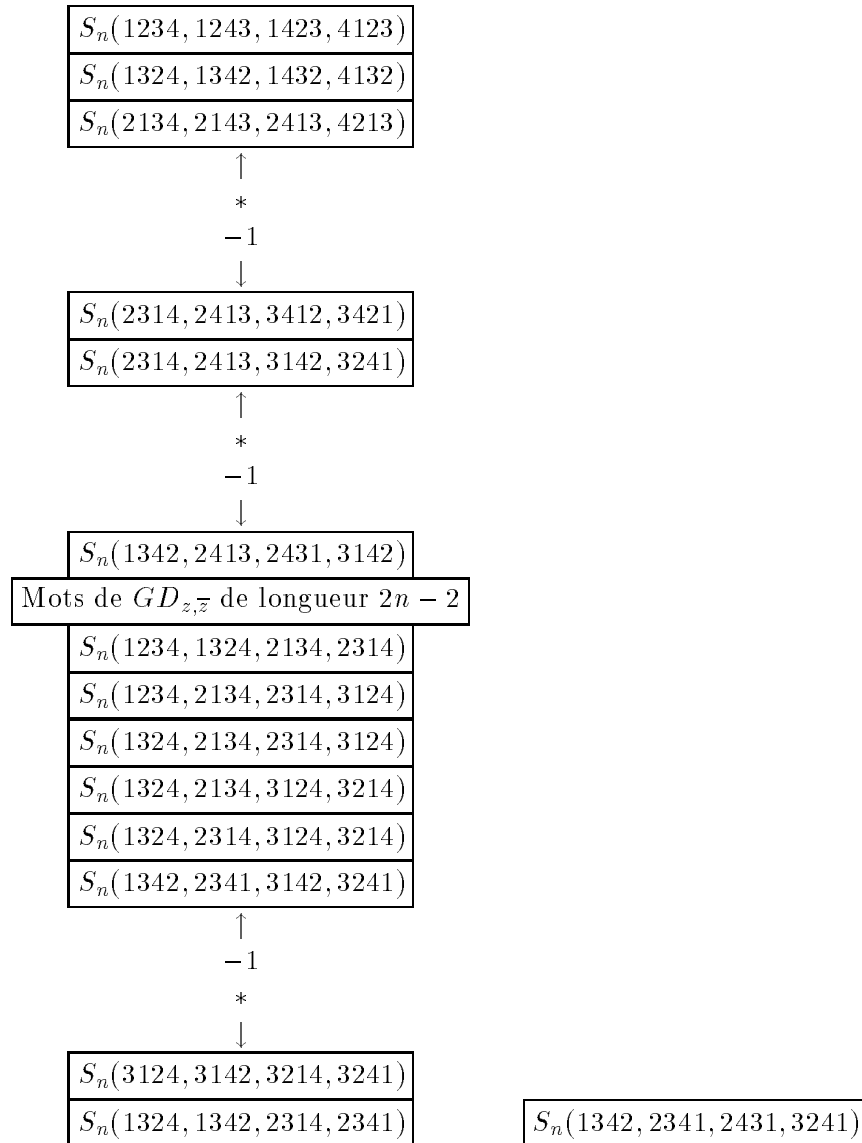 S_n(1234, 1243, 1423, 4123)
S_n(1324, 1342, 1432, 4132)
S_n(2134, 2143, 2413, 4213)
↑
*
−1
↓
S_n(2314, 2413, 3412, 3421)
S_n(2314, 2413, 3142, 3241)
↑
*
−1
↓
S_n(1342, 2413, 2431, 3142)
Mots de GD_{z,z̅} de longueur 2n − 2
S_n(1234, 1324, 2134, 2314)
S_n(1234, 2134, 2314, 3124)
S_n(1324, 2134, 2314, 3124)
S_n(1324, 2134, 3124, 3214)
S_n(1324, 2314, 3124, 3214)
S_n(1342, 2341, 3142, 3241)
↑
−1
*
↓
S_n(3124, 3142, 3214, 3241)
S_n(1324, 1342, 2314, 2341)
S_n(1342, 2341, 2431, 3241)